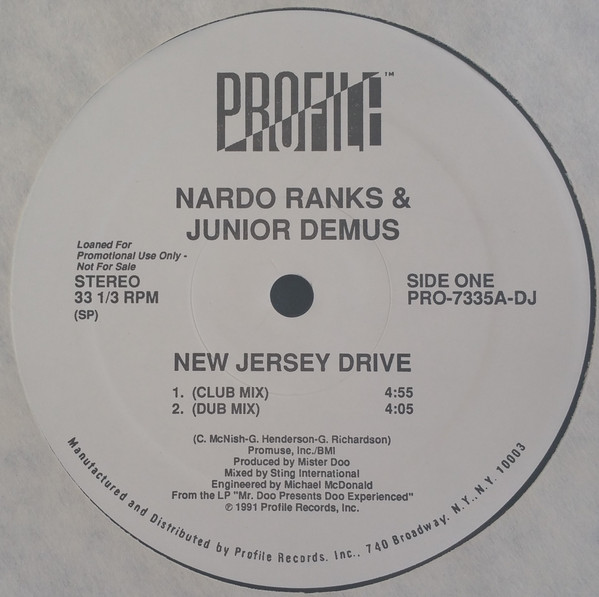 PROFILE™
NARDO RANKS &
JUNIOR DEMUS
Loaned For
Promotional Use Only -
Not For Sale
STEREO
33 1/3 RPM
(SP)
SIDE ONE
PRO-7335A-DJ
NEW JERSEY DRIVE
1. (CLUB MIX) 4:55
2. (DUB MIX) 4:05
(C. McNish-G. Henderson-G. Richardson)
Promuse, Inc./BMI
Produced by Mister Doo
Mixed by Sting International
Engineered by Michael McDonald
From the LP "Mr. Doo Presents Doo Experienced"
℗ 1991 Profile Records, Inc.
Manufactured and Distributed by Profile Records, Inc., 740 Broadway, N.Y., N.Y. 10003